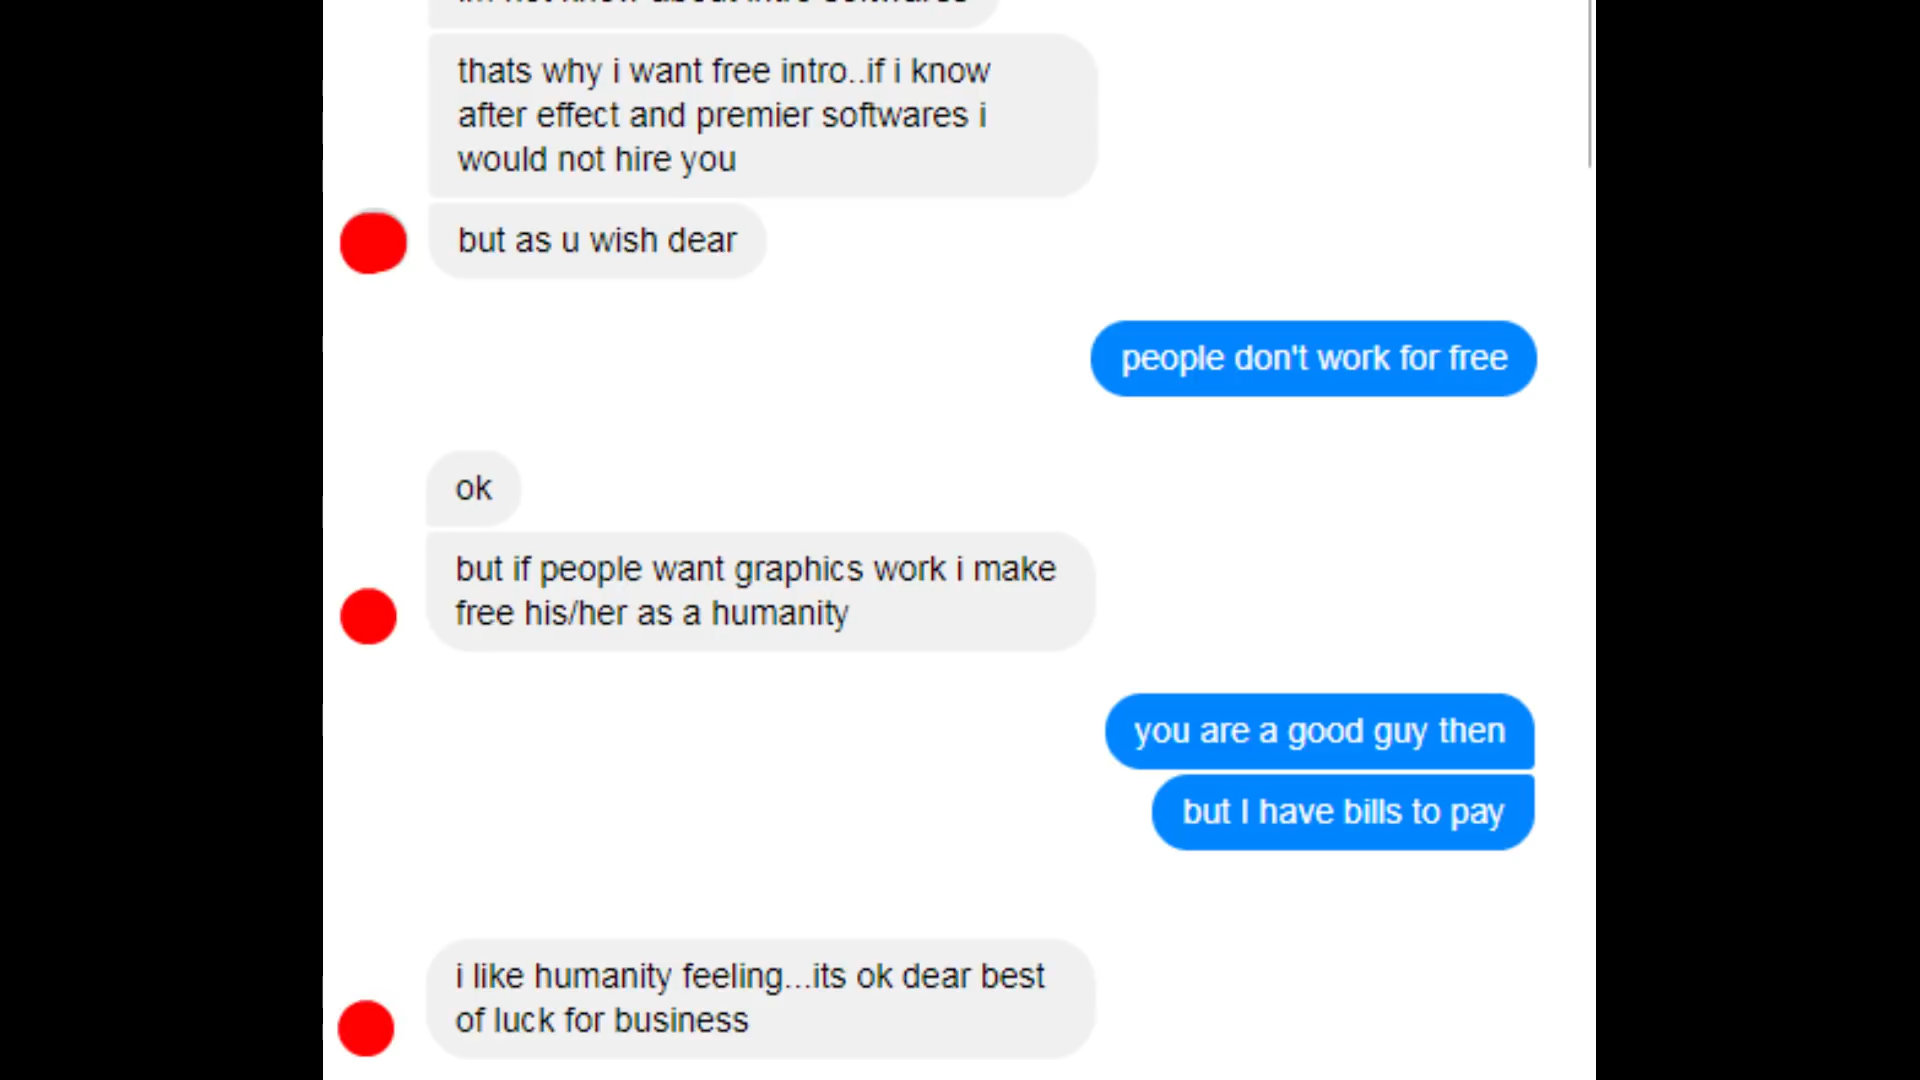 thats why i want free intro..if i know
after effect and premier softwares i
would not hire you
but as u wish dear
people don't work for free
ok
but if people want graphics work i make
free his/her as a humanity
you are a good guy then
but I have bills to pay
i like humanity feeling...its ok dear best
of luck for business